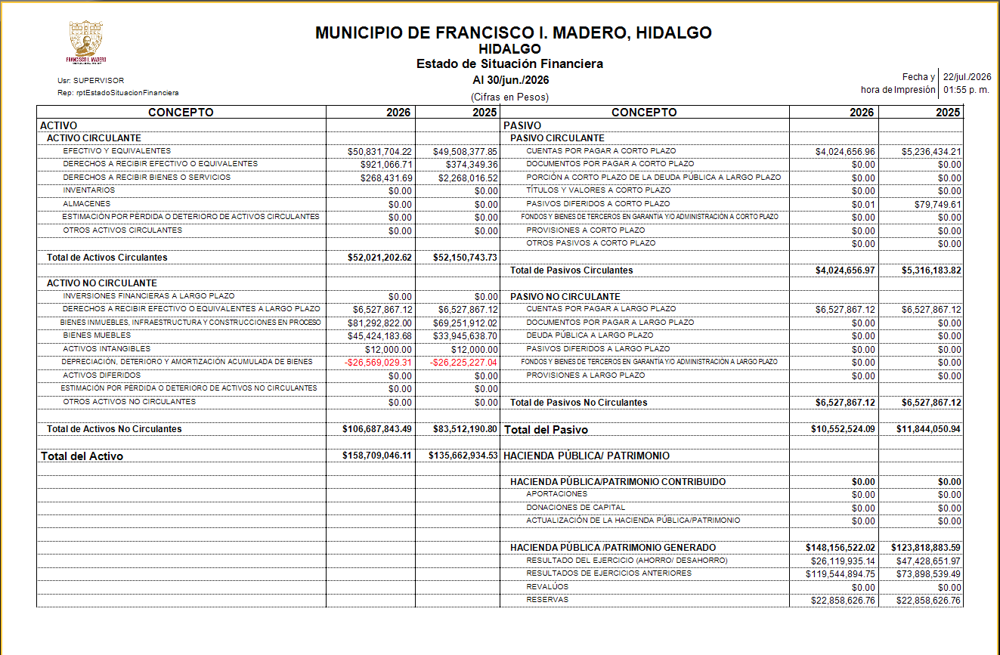 MUNICIPIO DE FRANCISCO I. MADERO, HIDALGO
HIDALGO
Estado de Situación Financiera
FRANCISCO I. MADERO
Usr: SUPERVISOR
Al 30/jun./2026
Fecha y 22/jul./2026
Rep: rptEstadoSituacionFinanciera
(Cifras en Pesos)
hora de Impresión 01:55 p. m.
CONCEPTO 2026 2025 CONCEPTO 2026 2025
ACTIVO PASIVO
ACTIVO CIRCULANTE PASIVO CIRCULANTE
EFECTIVO Y EQUIVALENTES $50,831,704.22 $49,508,377.85 CUENTAS POR PAGAR A CORTO PLAZO $4,024,656.96 $5,236,434.21
DERECHOS A RECIBIR EFECTIVO O EQUIVALENTES $921,066.71 $374,349.36 DOCUMENTOS POR PAGAR A CORTO PLAZO $0.00 $0.00
DERECHOS A RECIBIR BIENES O SERVICIOS $268,431.69 $2,268,016.52 PORCIÓN A CORTO PLAZO DE LA DEUDA PÚBLICA A LARGO PLAZO $0.00 $0.00
INVENTARIOS $0.00 $0.00 TÍTULOS Y VALORES A CORTO PLAZO $0.00 $0.00
ALMACENES $0.00 $0.00 PASIVOS DIFERIDOS A CORTO PLAZO $0.01 $79,749.61
ESTIMACIÓN POR PÉRDIDA O DETERIORO DE ACTIVOS CIRCULANTES $0.00 $0.00 FONDOS Y BIENES DE TERCEROS EN GARANTÍA Y/O ADMINISTRACIÓN A CORTO PLAZO $0.00 $0.00
OTROS ACTIVOS CIRCULANTES $0.00 $0.00 PROVISIONES A CORTO PLAZO $0.00 $0.00
OTROS PASIVOS A CORTO PLAZO $0.00 $0.00
Total de Activos Circulantes $52,021,202.62 $52,150,743.73
Total de Pasivos Circulantes $4,024,656.97 $5,316,183.82
ACTIVO NO CIRCULANTE
INVERSIONES FINANCIERAS A LARGO PLAZO $0.00 $0.00 PASIVO NO CIRCULANTE
DERECHOS A RECIBIR EFECTIVO O EQUIVALENTES A LARGO PLAZO $6,527,867.12 $6,527,867.12 CUENTAS POR PAGAR A LARGO PLAZO $6,527,867.12 $6,527,867.12
BIENES INMUEBLES, INFRAESTRUCTURA Y CONSTRUCCIONES EN PROCESO $81,292,822.00 $69,251,912.02 DOCUMENTOS POR PAGAR A LARGO PLAZO $0.00 $0.00
BIENES MUEBLES $45,424,183.68 $33,945,638.70 DEUDA PÚBLICA A LARGO PLAZO $0.00 $0.00
ACTIVOS INTANGIBLES $12,000.00 $12,000.00 PASIVOS DIFERIDOS A LARGO PLAZO $0.00 $0.00
DEPRECIACIÓN, DETERIORO Y AMORTIZACIÓN ACUMULADA DE BIENES -$26,569,029.31 -$26,225,227.04 FONDOS Y BIENES DE TERCEROS EN GARANTÍA Y/O ADMINISTRACIÓN A LARGO PLAZO $0.00 $0.00
ACTIVOS DIFERIDOS $0.00 $0.00 PROVISIONES A LARGO PLAZO $0.00 $0.00
ESTIMACIÓN POR PÉRDIDA O DETERIORO DE ACTIVOS NO CIRCULANTES $0.00 $0.00
OTROS ACTIVOS NO CIRCULANTES $0.00 $0.00 Total de Pasivos No Circulantes $6,527,867.12 $6,527,867.12
Total de Activos No Circulantes $106,687,843.49 $83,512,190.80 Total del Pasivo $10,552,524.09 $11,844,050.94
Total del Activo $158,709,046.11 $135,662,934.53 HACIENDA PÚBLICA/ PATRIMONIO
HACIENDA PÚBLICA/PATRIMONIO CONTRIBUIDO $0.00 $0.00
APORTACIONES $0.00 $0.00
DONACIONES DE CAPITAL $0.00 $0.00
ACTUALIZACIÓN DE LA HACIENDA PÚBLICA/PATRIMONIO $0.00 $0.00
HACIENDA PÚBLICA /PATRIMONIO GENERADO $148,156,522.02 $123,818,883.59
RESULTADO DEL EJERCICIO (AHORRO/ DESAHORRO) $26,119,935.14 $47,428,651.97
RESULTADOS DE EJERCICIOS ANTERIORES $119,544,894.75 $73,898,539.49
REVALÚOS $0.00 $0.00
RESERVAS $22,858,626.76 $22,858,626.76